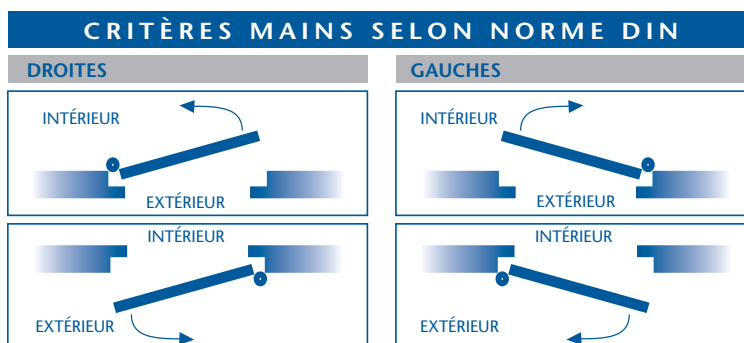 CRITÈRES MAINS SELON NORME DIN
DROITES
GAUCHES
INTÉRIEUR
EXTÉRIEUR
INTÉRIEUR
EXTÉRIEUR
INTÉRIEUR
EXTÉRIEUR
INTÉRIEUR
EXTÉRIEUR